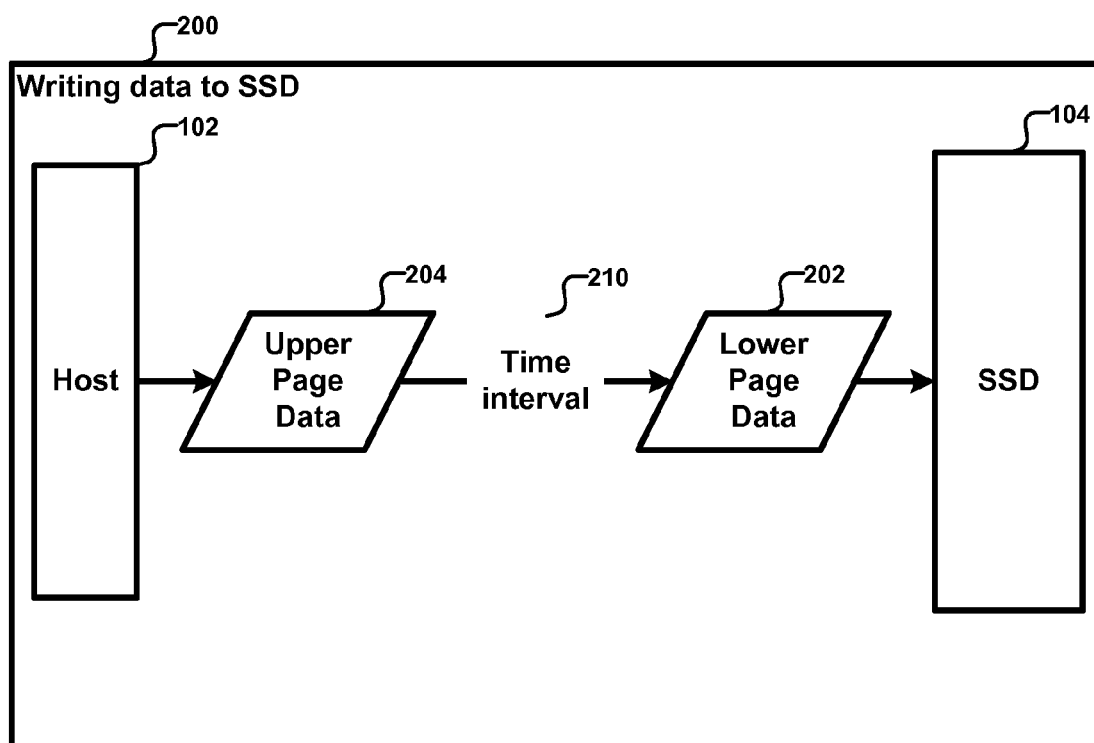 200
Writing data to SSD
102
104
204
210
202
Host
Upper
Page
Data
Time
interval
Lower
Page
Data
SSD